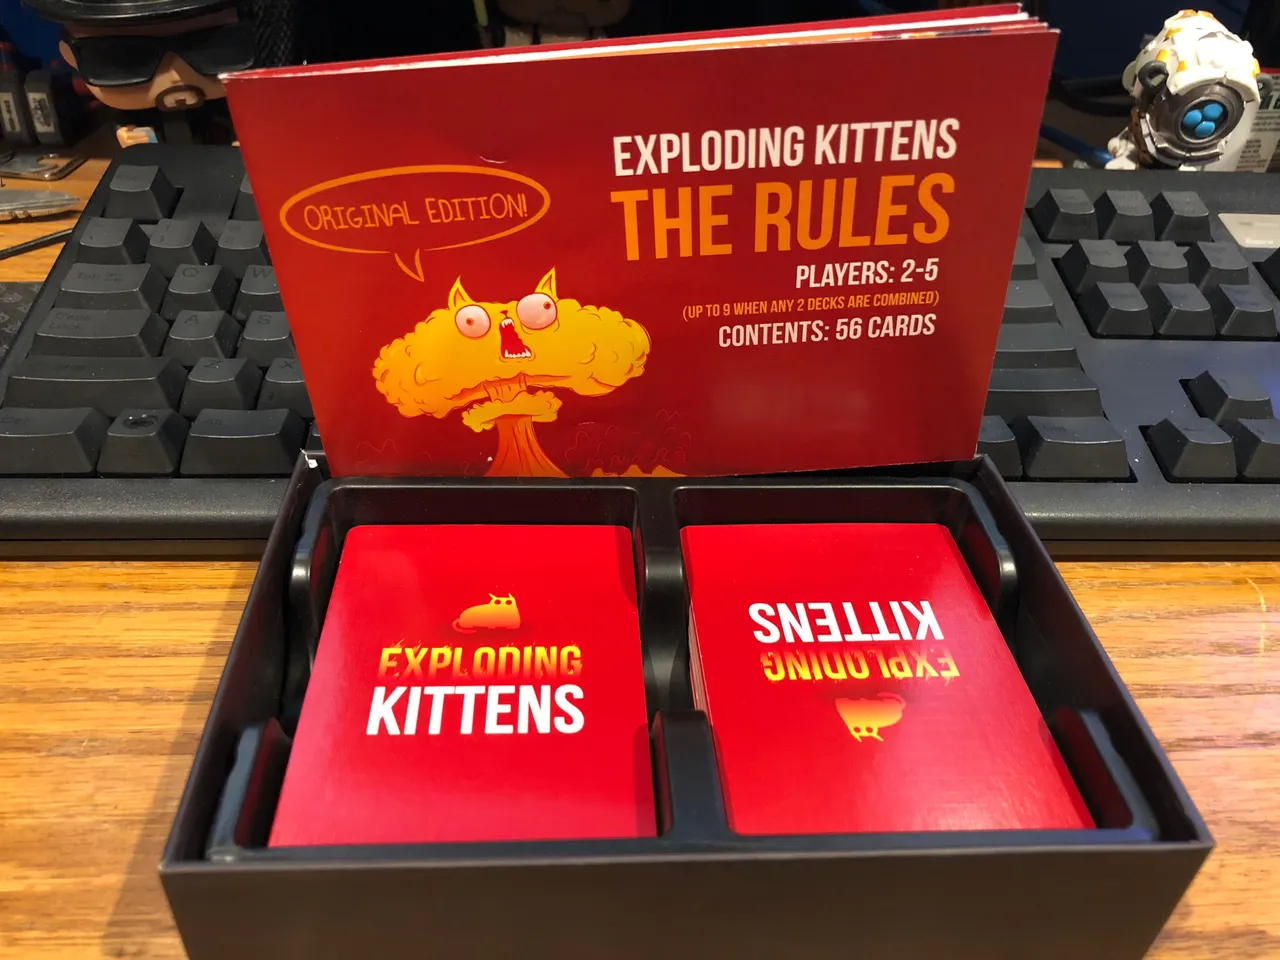 ORIGINAL EDITION!
EXPLODING KITTENS
THE RULES
PLAYERS: 2-5
(UP TO 9 WHEN ANY 2 DECKS ARE COMBINED)
CONTENTS: 56 CARDS
Q
W
A
S
EXPLODING
KITTENS
EXPLODING
KITTENS